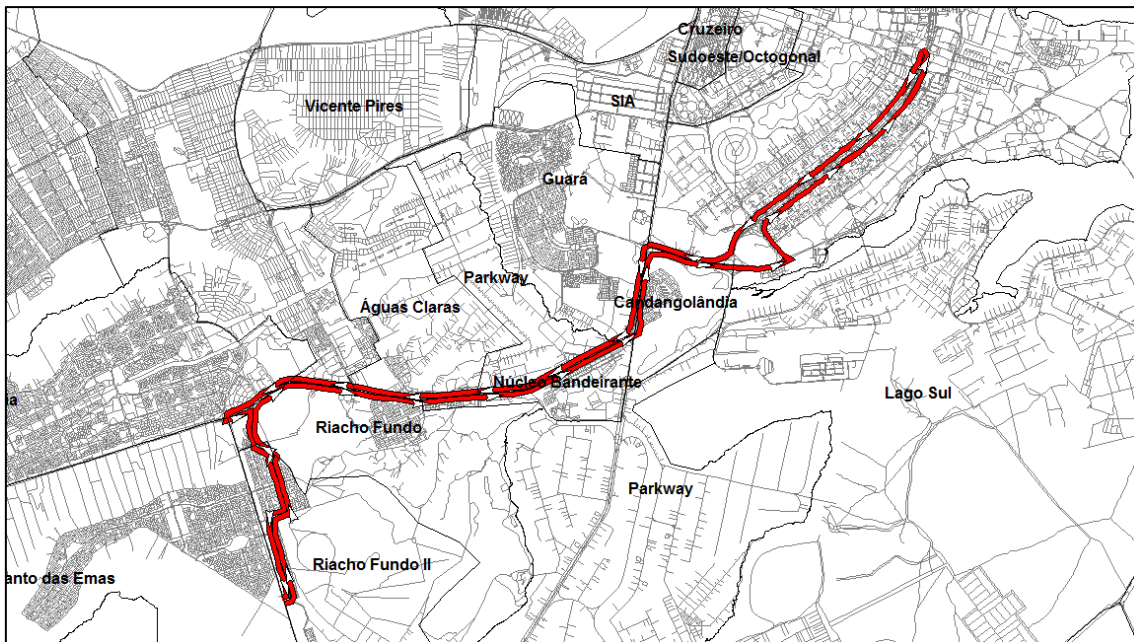 Cruzeiro
Sudoeste/Octogonal
SIA
Vicente Pires
Guará
Parkway
Candangolândia
Águas Claras
Núcleo Bandeirante
Lago Sul
ia
Riacho Fundo
Parkway
Riacho Fundo II
anto das Emas